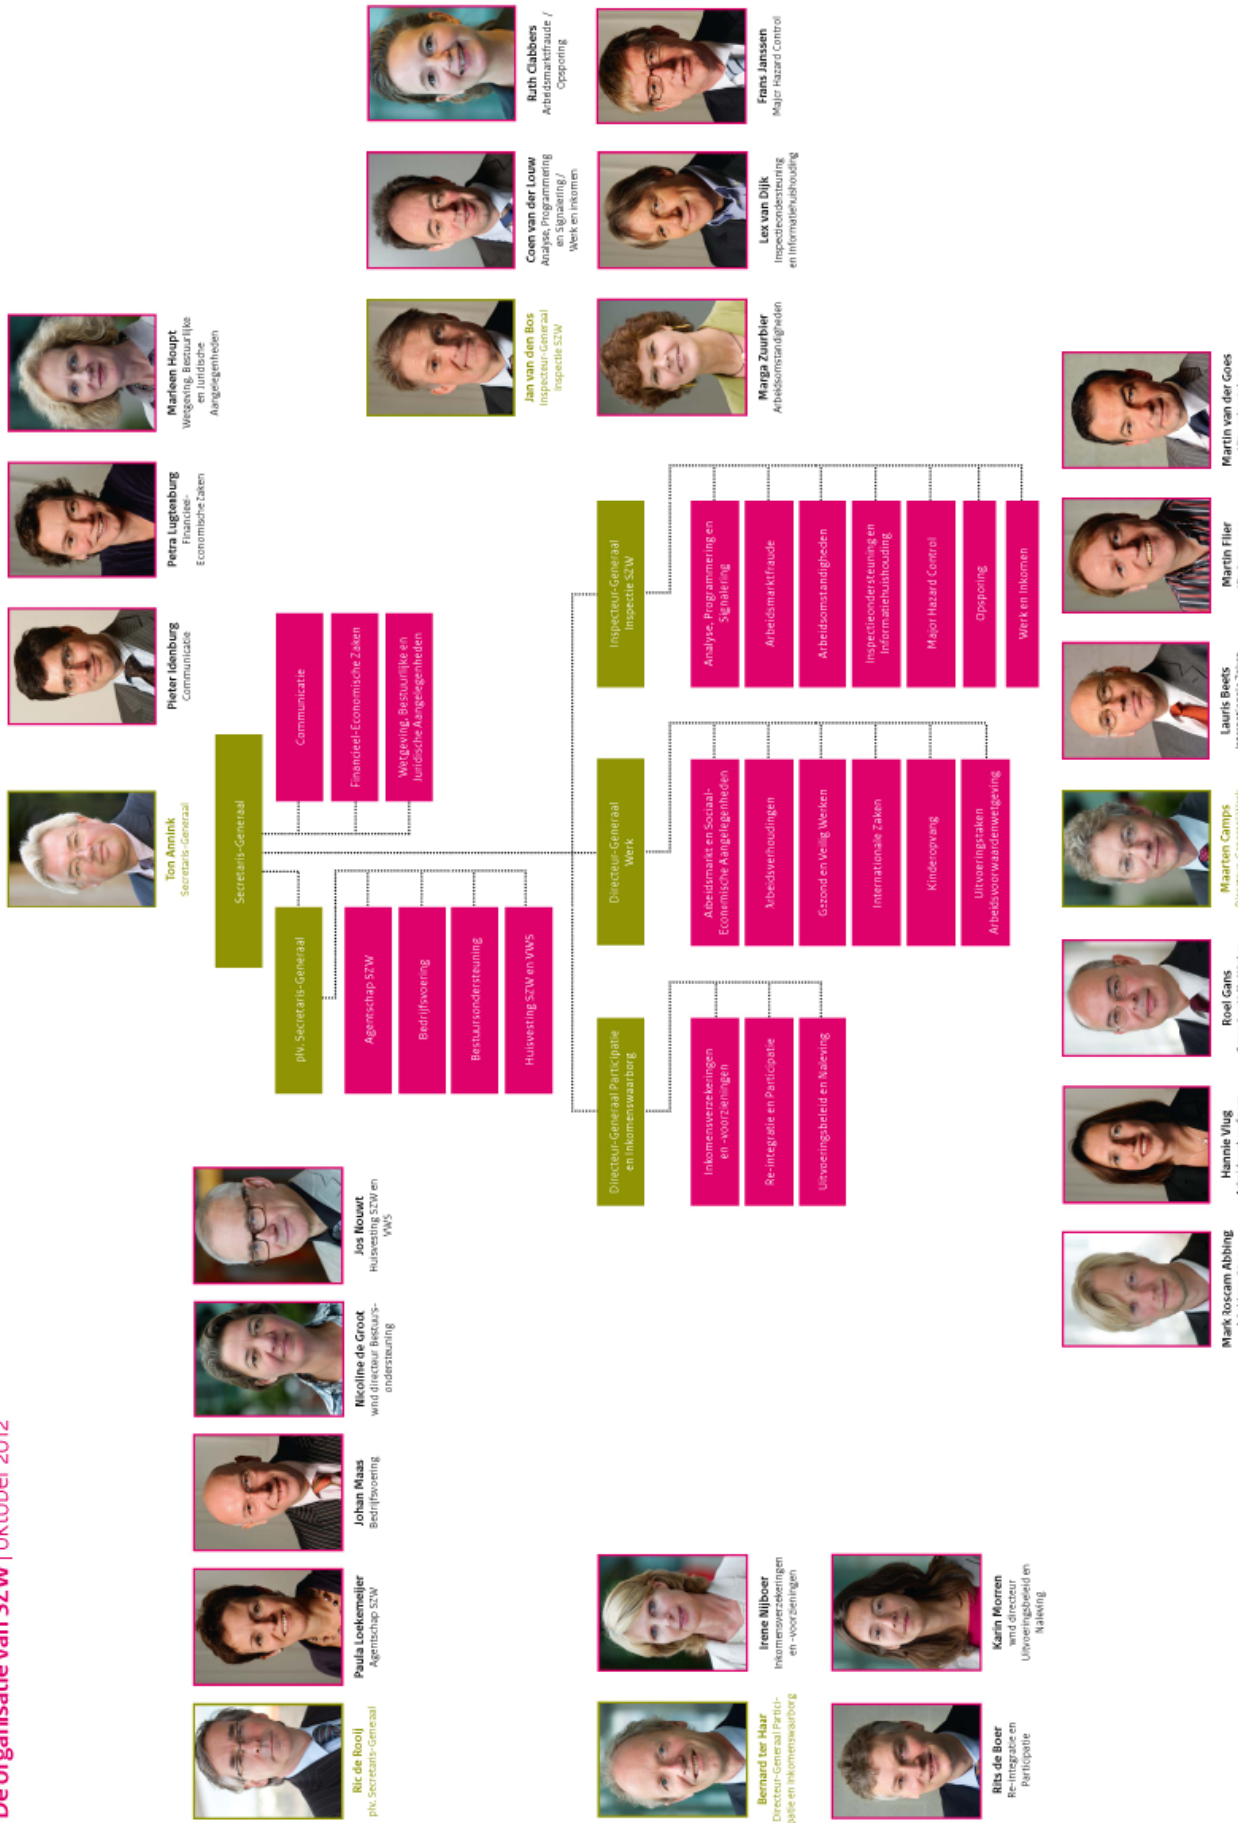 De organisatie van SZW | oktober 2012
Ton Annink
Secretaris-Generaal
Pieter Idenburg
Communicatie
Petra Lugtenburg
Financieel-
Economische Zaken
Marleen Houpt
Wetgeving, Bestuurlijke
en Juridische
Aangelegenheden
Ric de Rooij
plv. Secretaris-Generaal
Paula Loekemeijer
Agentschap SZW
Johan Maas
Bedrijfsvoering
Nicoline de Groot
wnd directeur Bestuurs-
ondersteuning
Jos Nouwt
Huisvesting SZW en
VWS
Secretaris-Generaal
plv. Secretaris-Generaal
Agentschap SZW
Bedrijfsvoering
Bestuursondersteuning
Huisvesting SZW en VWS
Communicatie
Financieel-Economische Zaken
Wetgeving, Bestuurlijke en
Juridische Aangelegenheden
Jan van den Bos
Inspecteur-Generaal
Inspectie SZW
Coen van der Louw
Analyse, Programmering
en Signalering /
Werk en Inkomen
Ruth Clabbers
Arbeidsmarktfraude /
Opsporing
Marga Zuurbier
Arbeidsomstandigheden
Lex van Dijk
Inspectieondersteuning
en Informatiehuishouding
Frans Janssen
Major Hazard Control
Bernard ter Haar
Directeur-Generaal Partici-
patie en Inkomenswaarborg
Irene Nijboer
Inkomensverzekeringen
en -voorzieningen
Rits de Boer
Re-integratie en
Participatie
Karin Morren
wnd directeur
Uitvoeringsbeleid en
Naleving
Directeur-Generaal Participatie
en Inkomenswaarborg
Inkomensverzekeringen
en -voorzieningen
Re-integratie en Participatie
Uitvoeringsbeleid en Naleving
Directeur-Generaal
Werk
Arbeidsmarkt en Sociaal-
Economische Aangelegenheden
Arbeidsverhoudingen
Gezond en Veilig Werken
Internationale Zaken
Kinderopvang
Uitvoeringstaken
Arbeidsvoorwaardenwetgeving
Inspecteur-Generaal
Inspectie SZW
Analyse, Programmering en
Signalering
Arbeidsmarktfraude
Arbeidsomstandigheden
Inspectieondersteuning en
Informatiehuishouding
Major Hazard Control
Opsporing
Werk en Inkomen
Mark Roscam Abbing
Hannie Vlug
Roel Gans
Maarten Camps
Lauris Beets
Martin Flier
Martin van der Goes